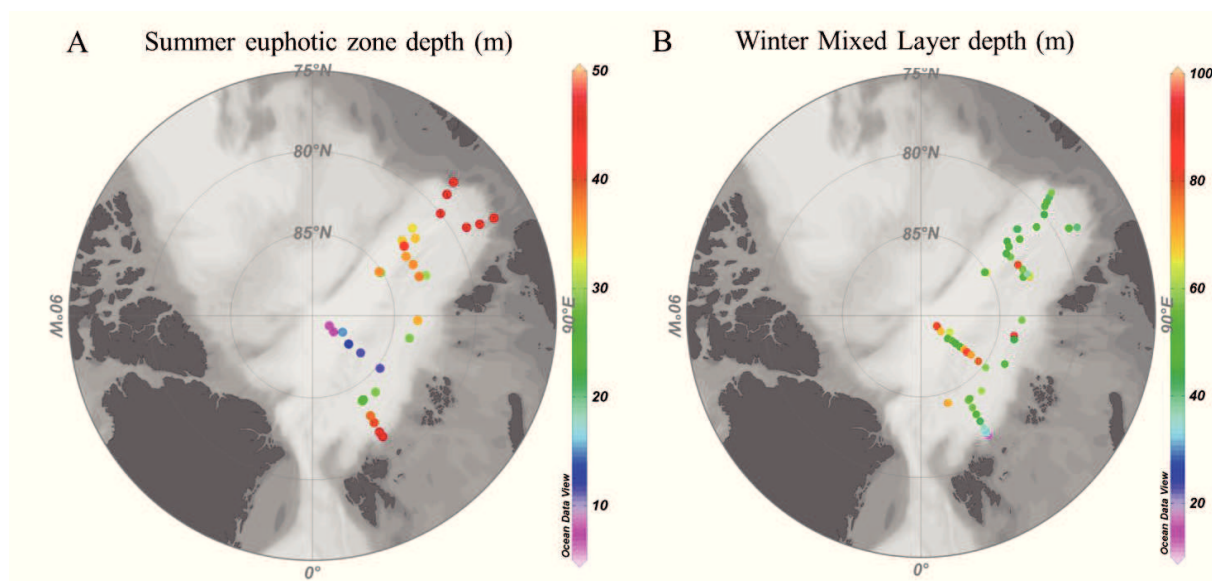 A Summer euphotic zone depth (m)
75°N
80°N
85°N
90°W
90°E
0°
50
40
30
20
10
Ocean Data View
B Winter Mixed Layer depth (m)
75°N
80°N
85°N
90°W
90°E
0°
100
80
60
40
20
Ocean Data View